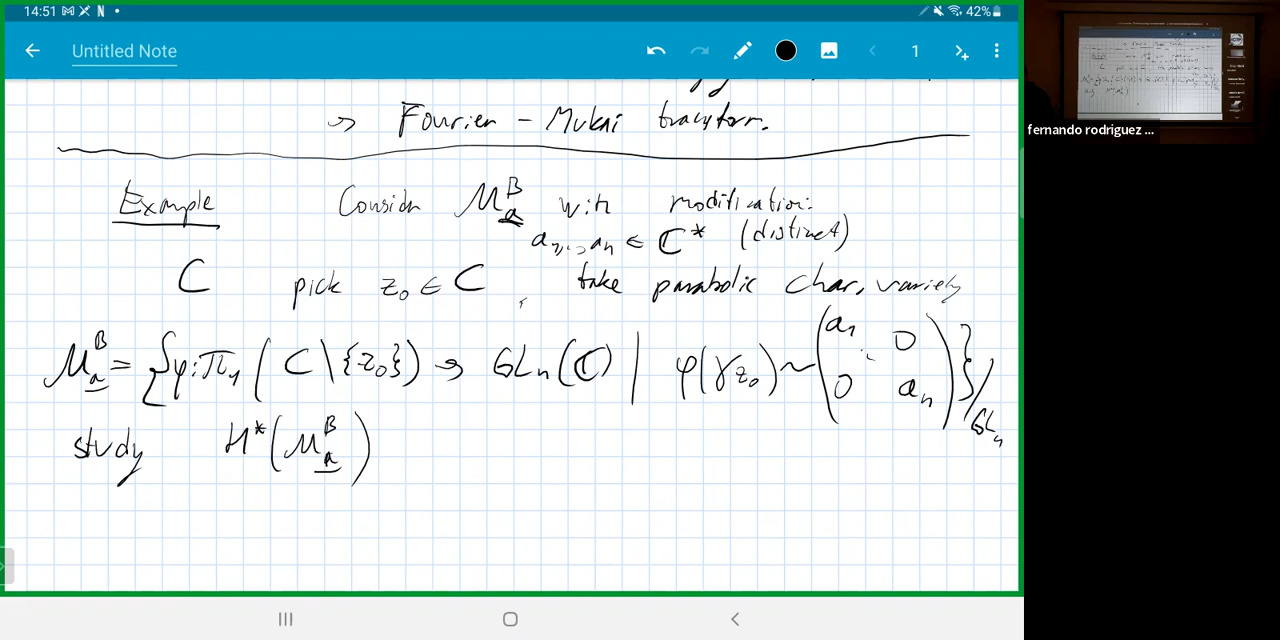 14:51 42%
Untitled Note 1
fernando rodriguez ...
→ Fourier - Mukai transform.
Example Consider M^B_a with modification:
a_1, .., a_n ∈ ℂ* (distinct)
C pick z_0 ∈ C, take parabolic char. variety
M^B_a = {φ: π_1(C \ {z_0}) → GL_n(ℂ) | φ(γ_{z_0}) ~ (a_1 0 ⋱ 0 a_n)} / GL_n
study H*(M^B_a)